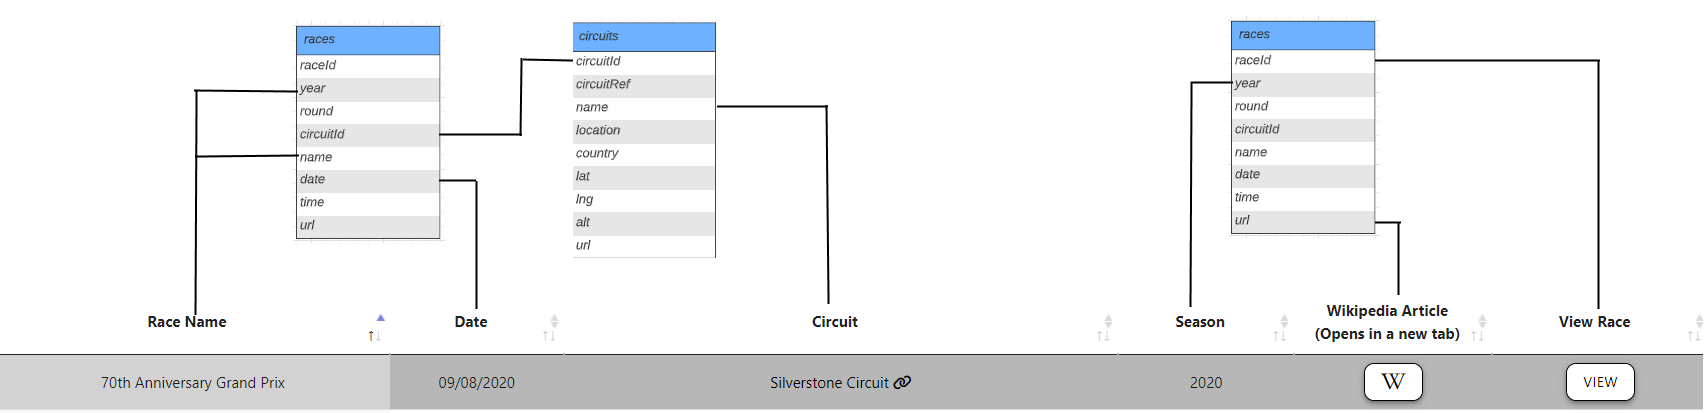 races
raceId
year
round
circuitId
name
date
time
url
circuits
circuitId
circuitRef
name
location
country
lat
lng
alt
url
races
raceId
year
round
circuitId
name
date
time
url
Race Name
Date
Circuit
Season
Wikipedia Article
(Opens in a new tab)
View Race
70th Anniversary Grand Prix
09/08/2020
Silverstone Circuit
2020
W
VIEW